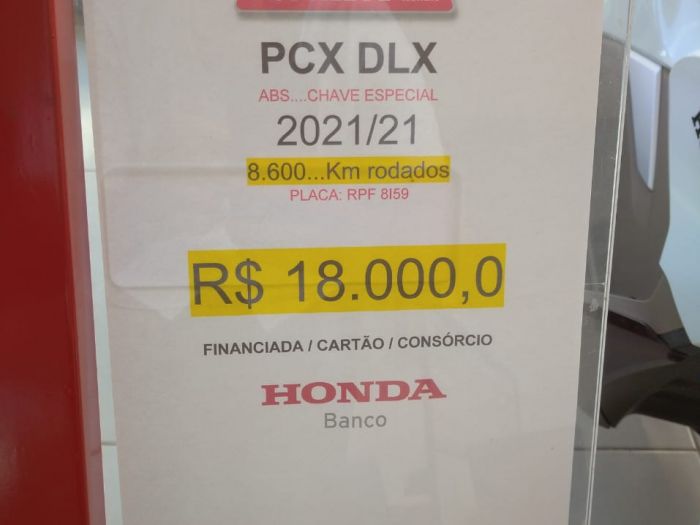 PCX DLX
ABS....CHAVE ESPECIAL
2021/21
8.600...Km rodados
PLACA: RPF 8I59
R$ 18.000,0
FINANCIADA / CARTÃO / CONSÓRCIO
HONDA
Banco